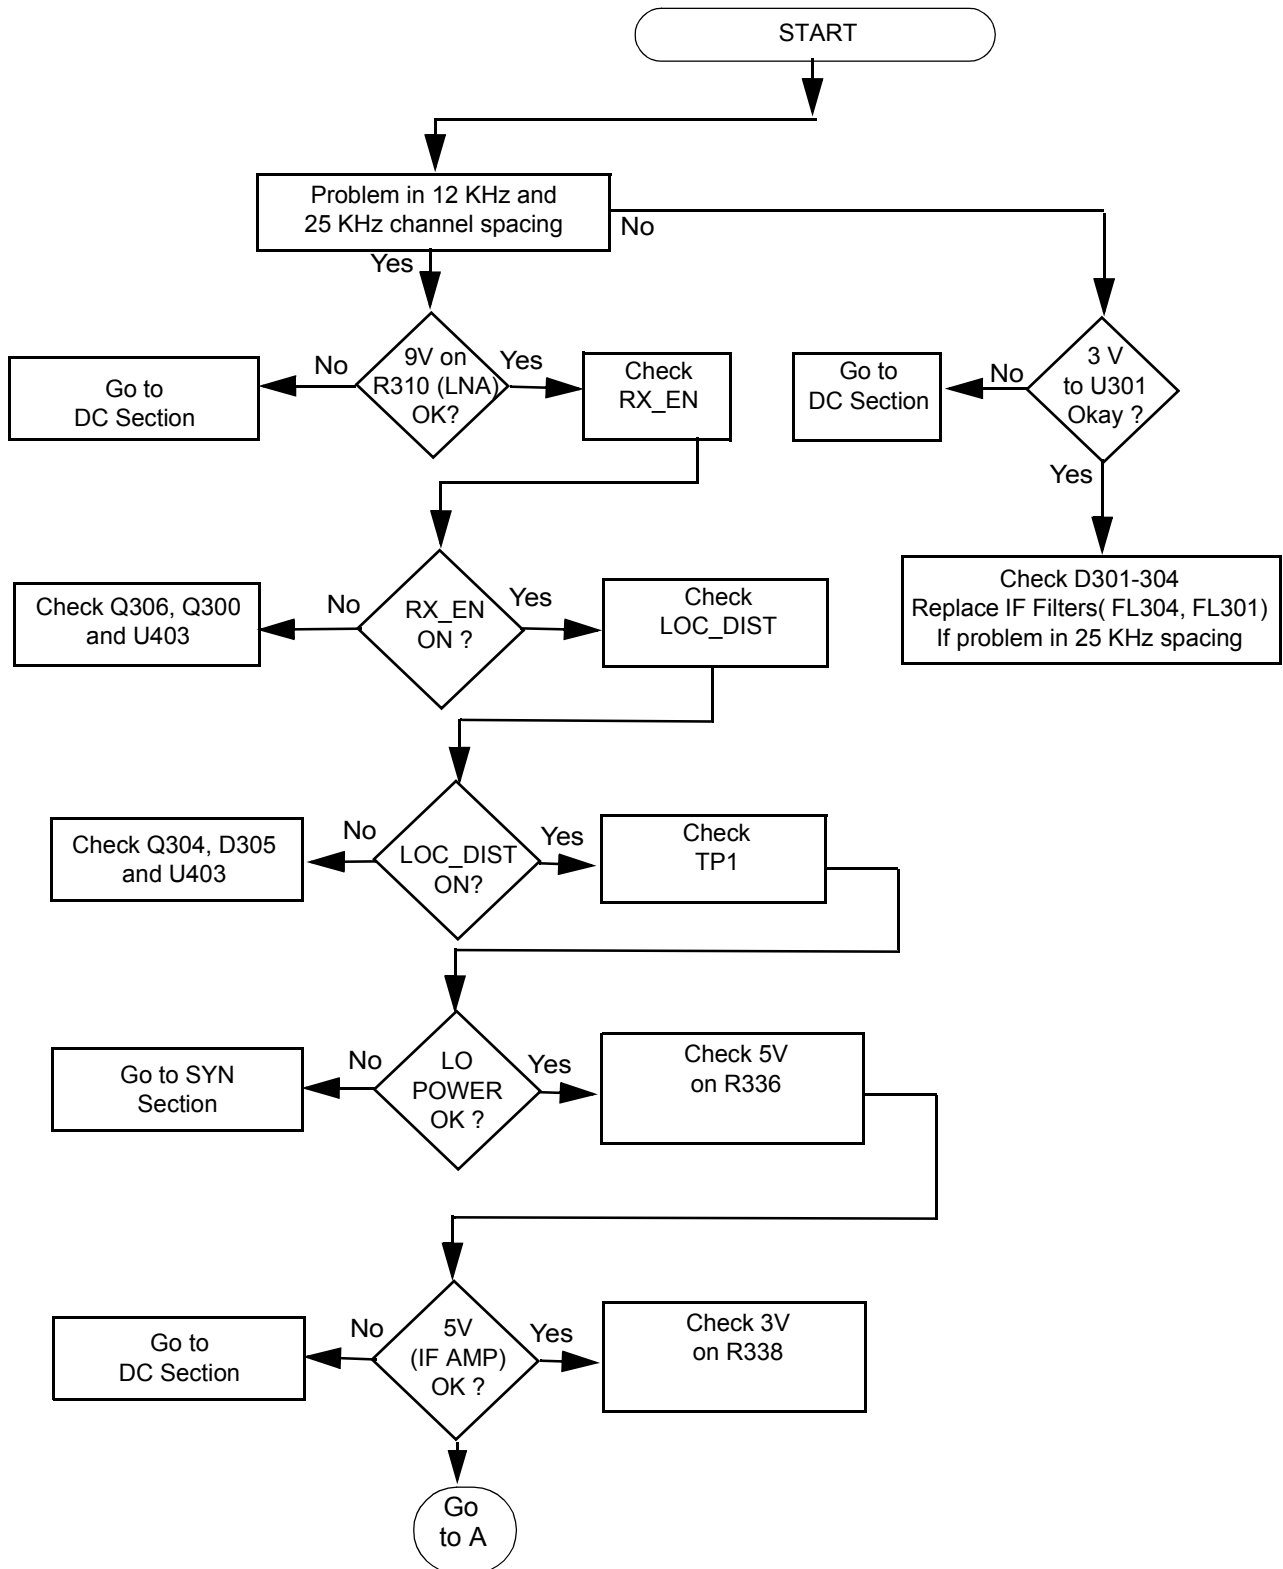 START
Problem in 12 KHz and
25 KHz channel spacing
No
Yes
No
9V on
R310 (LNA)
OK?
Yes
Go to
DC Section
Check
RX_EN
Go to
DC Section
No
3 V
to U301
Okay ?
Yes
Check D301-304
Replace IF Filters( FL304, FL301)
If problem in 25 KHz spacing
Check Q306, Q300
and U403
No
RX_EN
ON ?
Yes
Check
LOC_DIST
Check Q304, D305
and U403
No
LOC_DIST
ON?
Yes
Check
TP1
Go to SYN
Section
No
LO
POWER
OK ?
Yes
Check 5V
on R336
Go to
DC Section
No
5V
(IF AMP)
OK ?
Yes
Check 3V
on R338
Go
to A